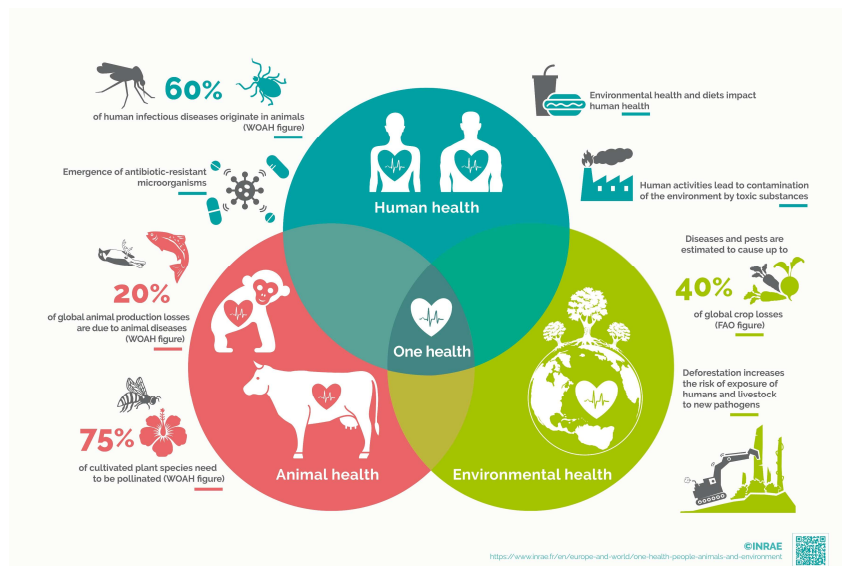 60%
of human infectious diseases originate in animals
(WOAH figure)
Emergence of antibiotic-resistant
microorganisms
20%
of global animal production losses
are due to animal diseases
(WOAH figure)
75%
of cultivated plant species need
to be pollinated (WOAH figure)
Human health
One health
Animal health
Environmental health
Environmental health and diets impact
human health
Human activities lead to contamination
of the environment by toxic substances
Diseases and pests are
estimated to cause up to
40%
of global crop losses
(FAO figure)
Deforestation increases
the risk of exposure of
humans and livestock
to new pathogens
©INRAE
https://www.inrae.fr/en/europe-and-world/one-health-people-animals-and-environment